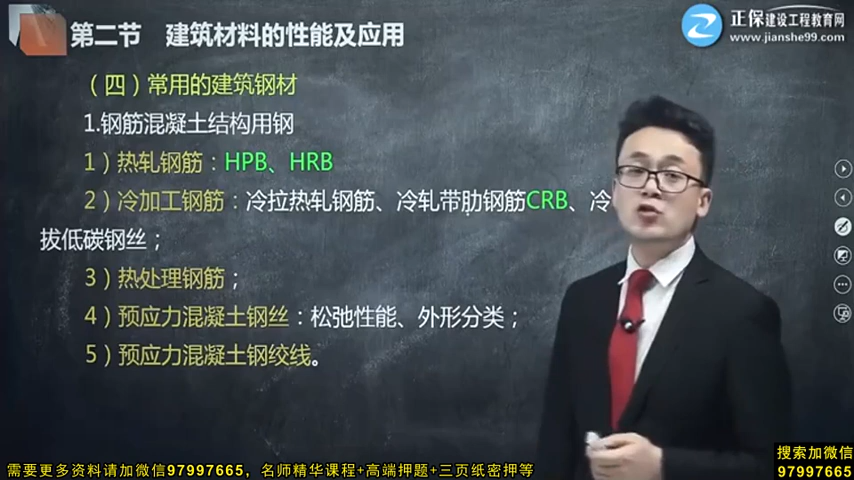 第二节 建筑材料的性能及应用
正保建设工程教育网
www.jianshe99.com
（四）常用的建筑钢材
1.钢筋混凝土结构用钢
1）热轧钢筋：HPB、HRB
2）冷加工钢筋：冷拉热轧钢筋、冷轧带肋钢筋CRB、冷
拔低碳钢丝；
3）热处理钢筋；
4）预应力混凝土钢丝：松弛性能、外形分类；
5）预应力混凝土钢绞线。
需要更多资料请加微信97997665，名师精华课程+高端押题+三页纸密押等
搜索加微信
97997665